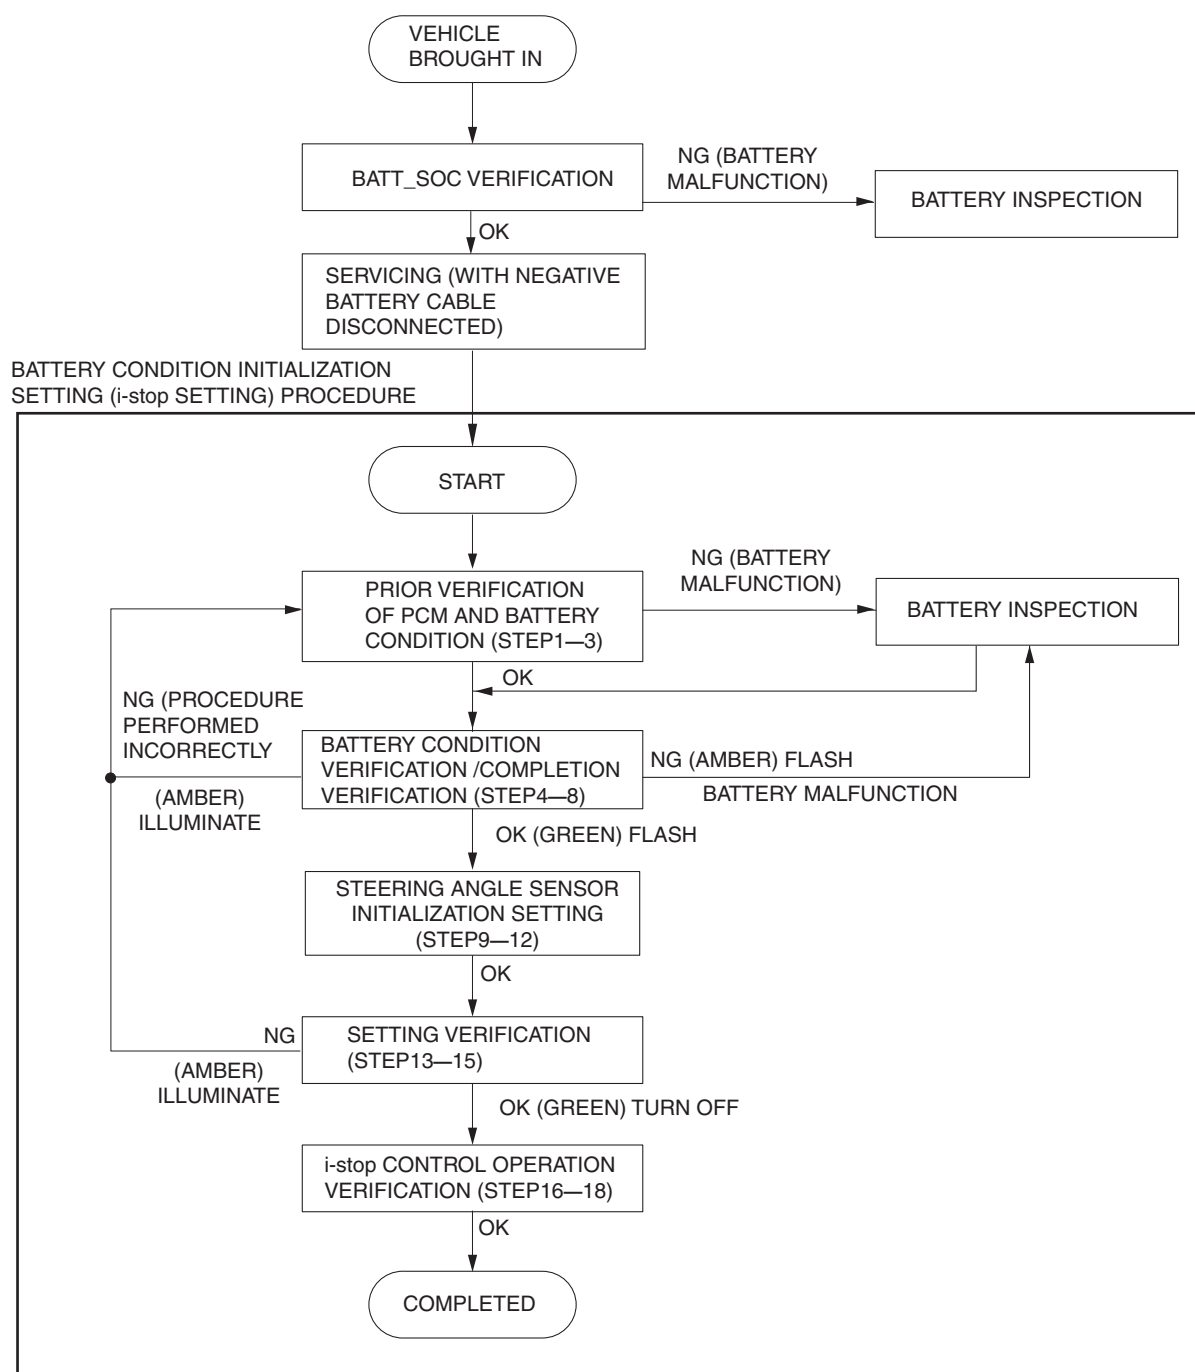 VEHICLE
BROUGHT IN
BATT_SOC VERIFICATION
NG (BATTERY
MALFUNCTION)
BATTERY INSPECTION
OK
SERVICING (WITH NEGATIVE
BATTERY CABLE
DISCONNECTED)
BATTERY CONDITION INITIALIZATION
SETTING (i-stop SETTING) PROCEDURE
START
PRIOR VERIFICATION
OF PCM AND BATTERY
CONDITION (STEP1—3)
NG (BATTERY
MALFUNCTION)
BATTERY INSPECTION
OK
NG (PROCEDURE
PERFORMED
INCORRECTLY
(AMBER)
ILLUMINATE
BATTERY CONDITION
VERIFICATION /COMPLETION
VERIFICATION (STEP4—8)
NG (AMBER) FLASH
BATTERY MALFUNCTION
OK (GREEN) FLASH
STEERING ANGLE SENSOR
INITIALIZATION SETTING
(STEP9—12)
OK
NG
(AMBER)
ILLUMINATE
SETTING VERIFICATION
(STEP13—15)
OK (GREEN) TURN OFF
i-stop CONTROL OPERATION
VERIFICATION (STEP16—18)
OK
COMPLETED